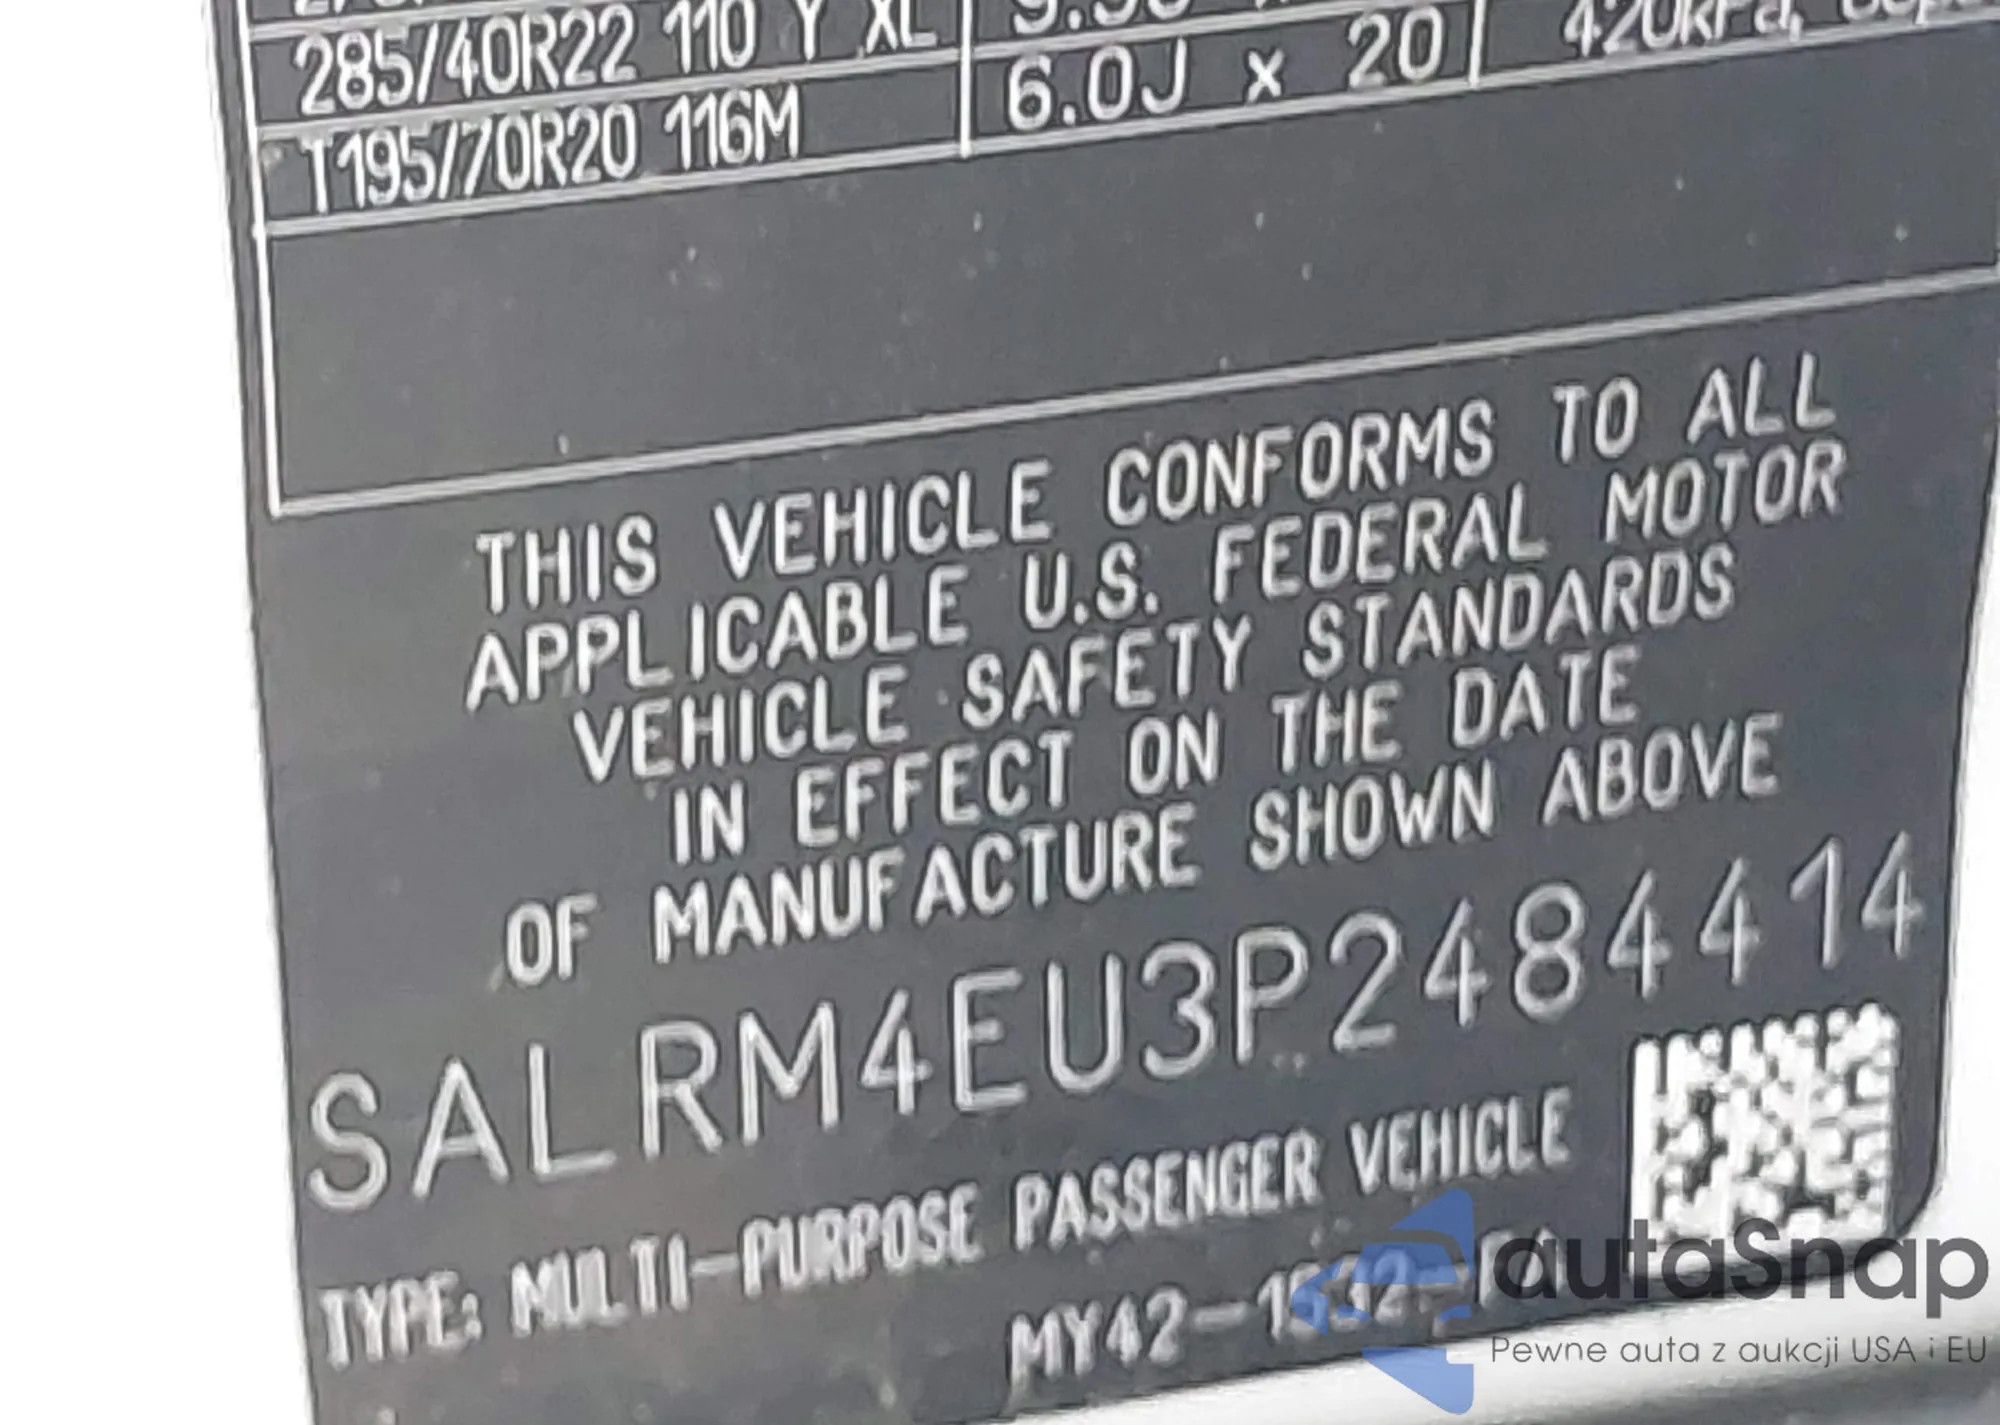 285/40R22 110 Y XL
T195/70R20 116M 6.0J x 20 420kPa,
THIS VEHICLE CONFORMS TO ALL
APPLICABLE U.S. FEDERAL MOTOR
VEHICLE SAFETY STANDARDS
IN EFFECT ON THE DATE
OF MANUFACTURE SHOWN ABOVE
SALRM4EU3P2484414
TYPE: MULTI-PURPOSE PASSENGER VEHICLE
autaSnap
Pewne auta z aukcji USA i EU